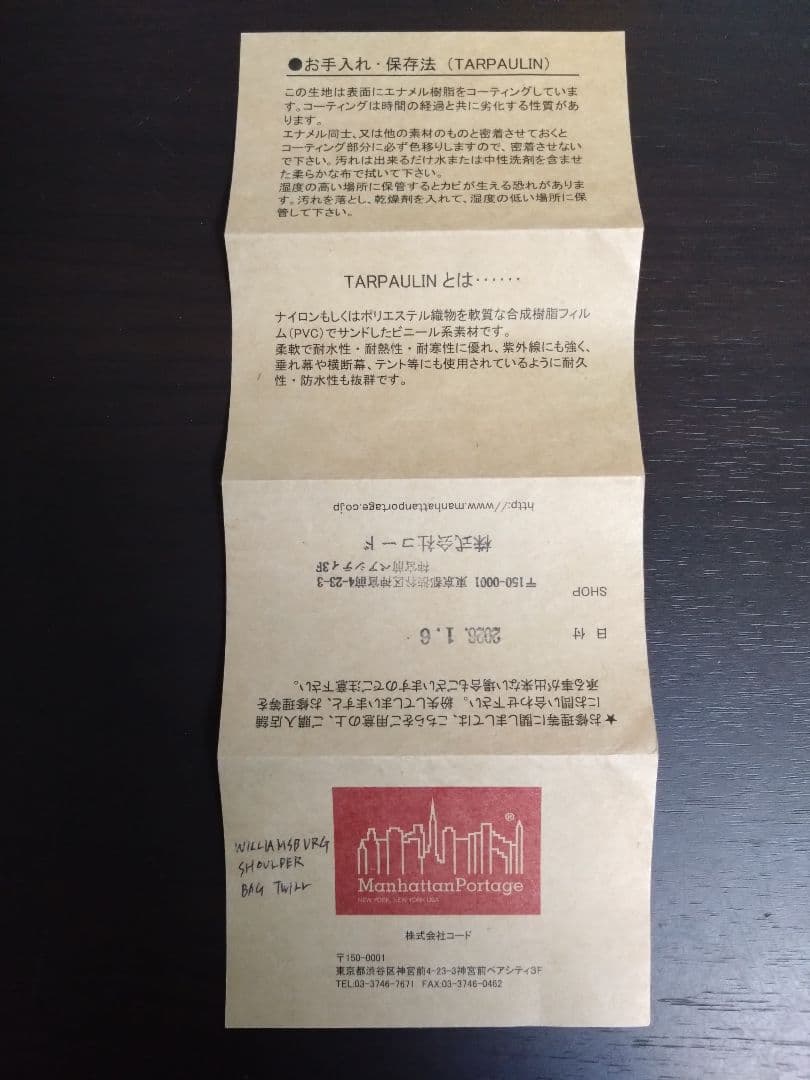 ●お手入れ・保存法（TARPAULIN）
この生地は表面にエナメル樹脂をコーティングしていま
す。コーティングは時間の経過と共に劣化する性質があ
ります。
エナメル同士、又は他の素材のものと密着させておくと
コーティング部分に必ず色移りしますので、密着させない
で下さい。汚れは出来るだけ水または中性洗剤を含ませ
た柔らかな布で拭いて下さい。
湿度の高い場所に保管するとカビが生える恐れがありま
す。汚れを落とし、乾燥剤を入れて、湿度の低い場所に保
管して下さい。
TARPAULINとは‥‥‥
ナイロンもしくはポリエステル織物を軟質な合成樹脂フィル
ム(PVC)でサンドしたビニール系素材です。
柔軟で耐水性・耐熱性・耐寒性に優れ、紫外線にも強く、
垂れ幕や横断幕、テント等にも使用されているように耐久
性・防水性も抜群です。
★お修理等に関しましては、こちらをご用意の上、ご購入店舗
にお問い合わせ下さい。紛失してしまいますと、お修理等を
承る事が出来ない場合もございますのでご注意下さい。
日付 2026.1.6
SHOP
〒150-0001 東京都渋谷区神宮前4-23-3
神宮前ペアシティ3F
株式会社コード
http://www.manhattanportage.co.jp
WILLIAMSBURG
SHOULDER
BAG TWILL
®
ManhattanPortage
NEW YORK, NEW YORK USA
株式会社コード
〒150-0001
東京都渋谷区神宮前4-23-3神宮前ペアシティ3F
TEL:03-3746-7671 FAX:03-3746-0462